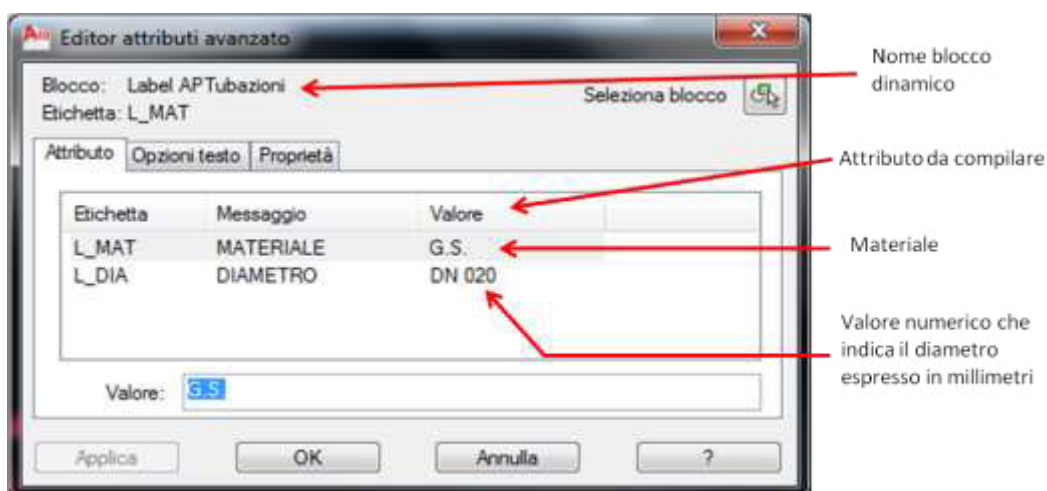 Editor attributi avanzato
Nome blocco
dinamico
Blocco: Label APTubazioni
Seleziona blocco
Etichetta: L_MAT
Attributo Opzioni testo Proprietà
Attributo da compilare
Etichetta Messaggio Valore
L_MAT MATERIALE G.S.
Materiale
L_DIA DIAMETRO DN 020
Valore numerico che
indica il diametro
espresso in millimetri
Valore: G.S.
Applica OK Annulla ?